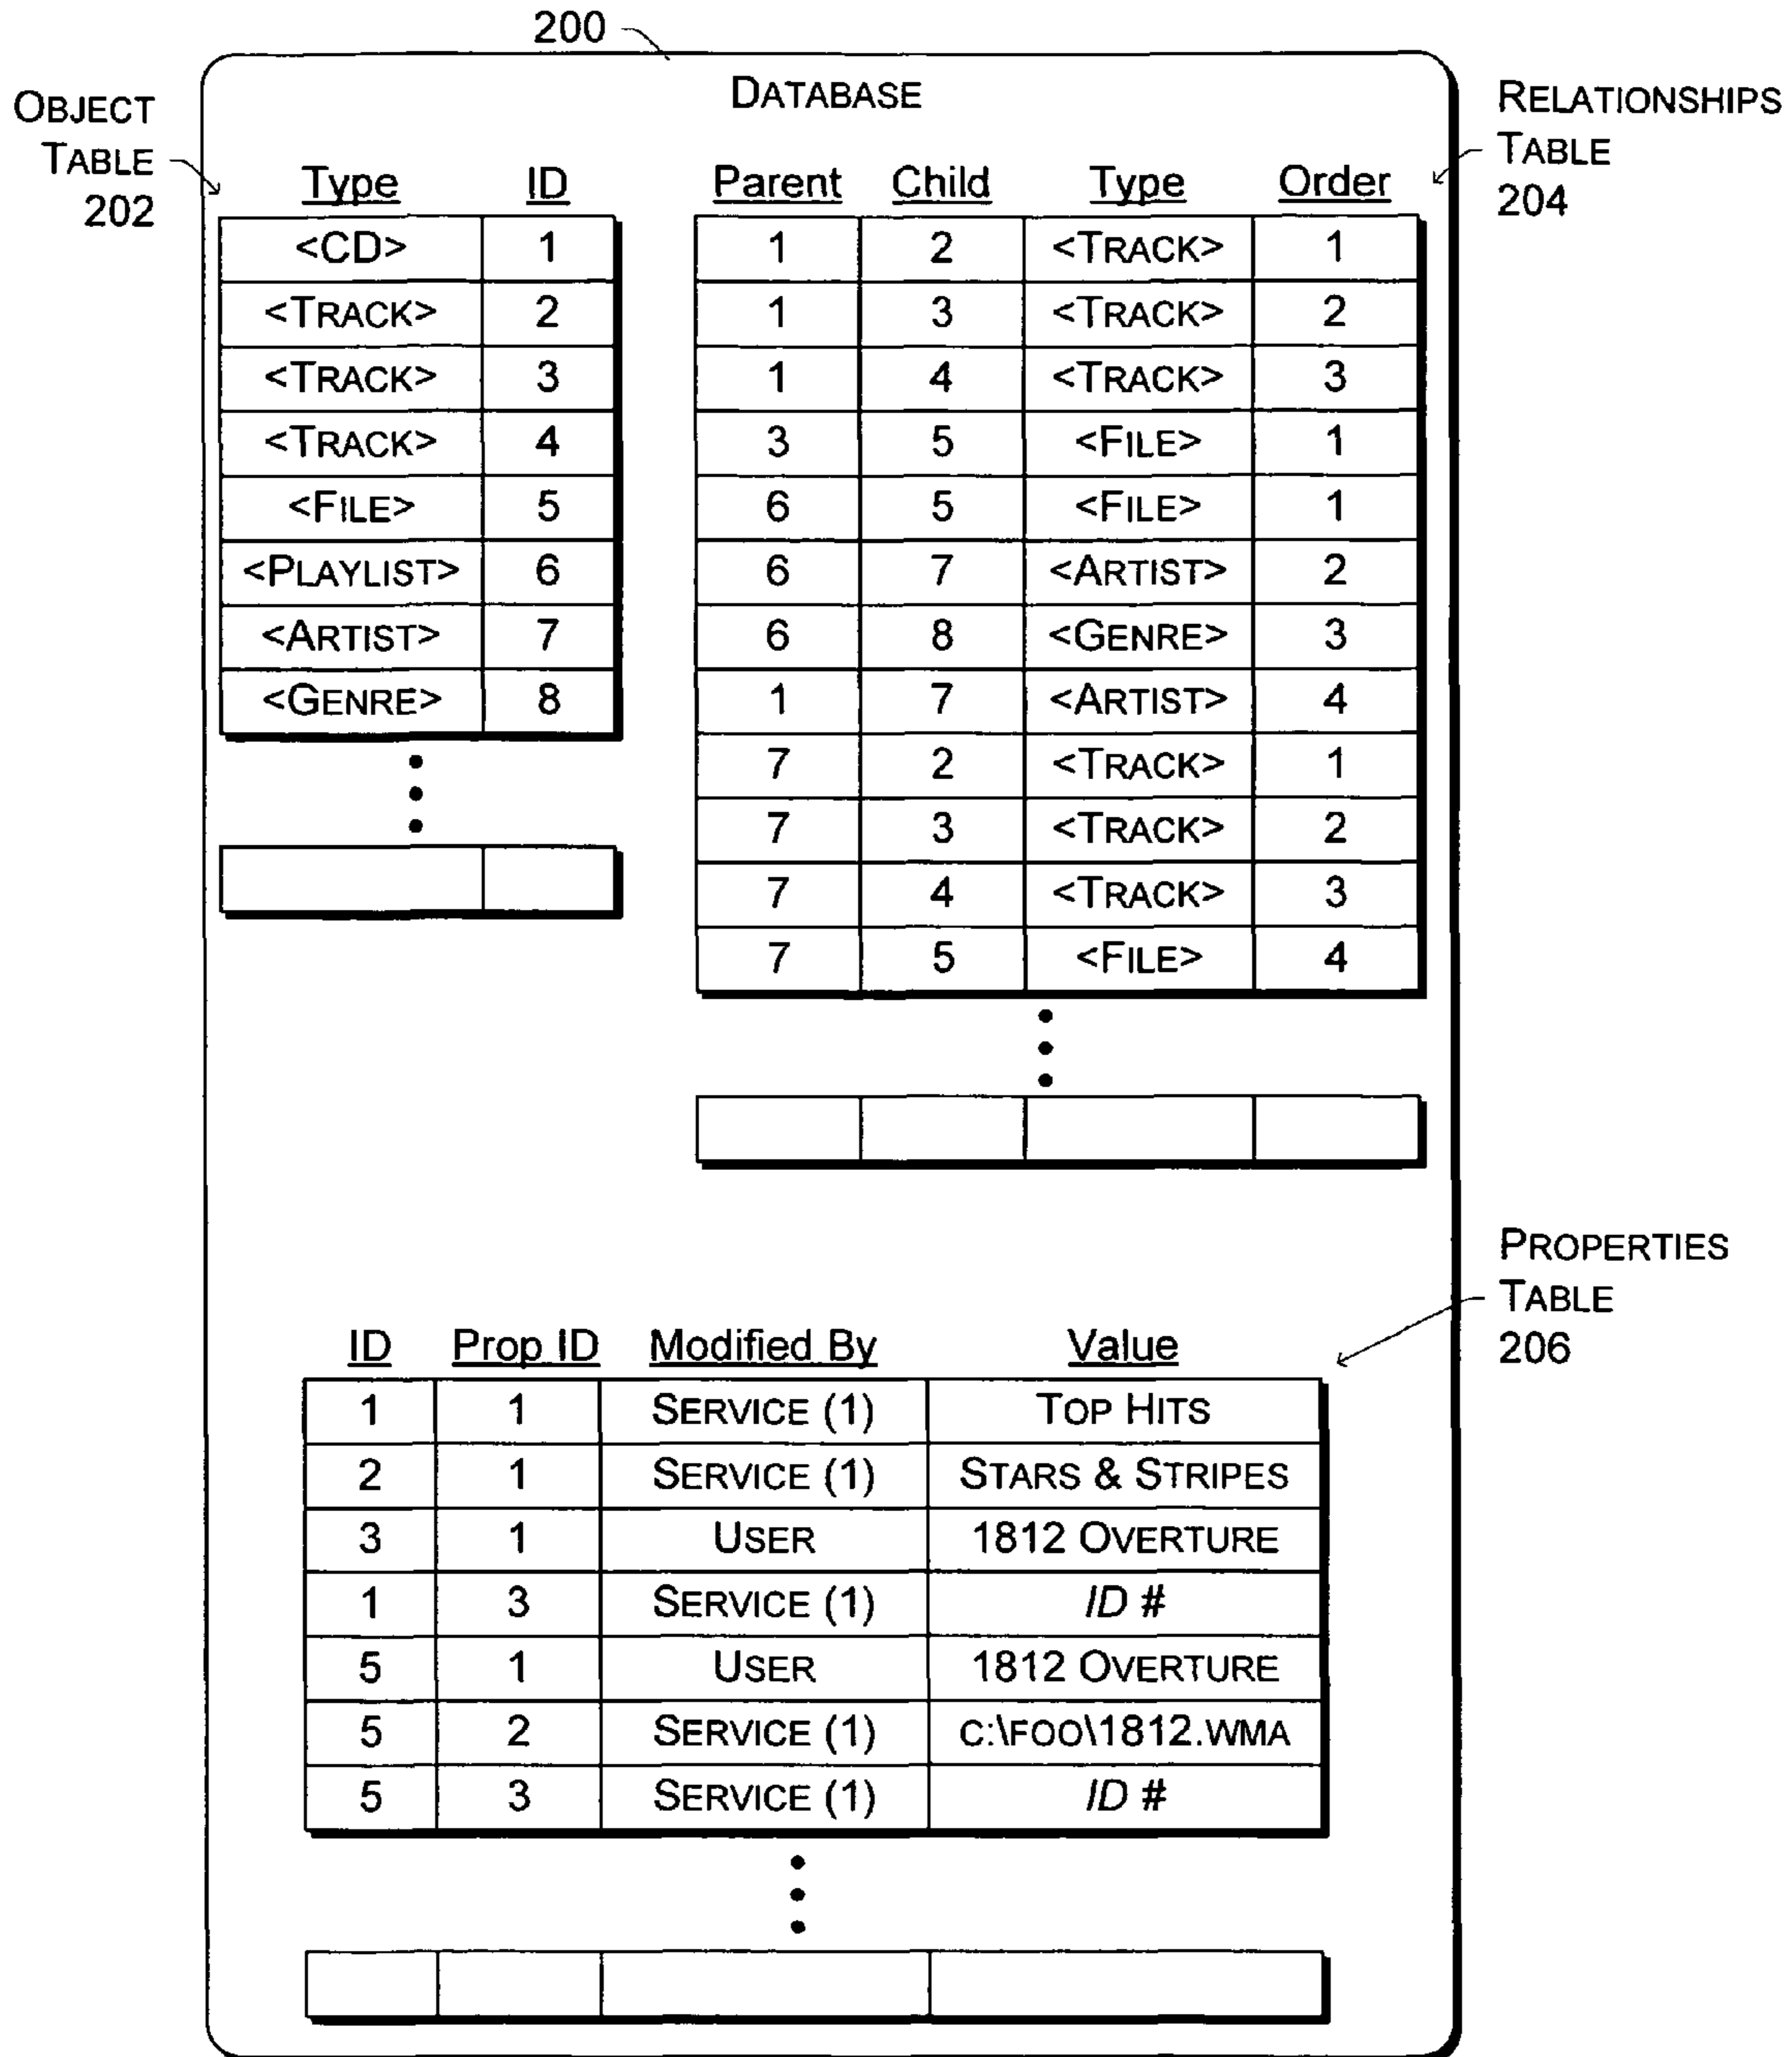 200
DATABASE
OBJECT
TABLE
202
RELATIONSHIPS
TABLE
204
Type ID
<CD> 1
<TRACK> 2
<TRACK> 3
<TRACK> 4
<FILE> 5
<PLAYLIST> 6
<ARTIST> 7
<GENRE> 8
Parent Child Type Order
1 2 <TRACK> 1
1 3 <TRACK> 2
1 4 <TRACK> 3
3 5 <FILE> 1
6 5 <FILE> 1
6 7 <ARTIST> 2
6 8 <GENRE> 3
1 7 <ARTIST> 4
7 2 <TRACK> 1
7 3 <TRACK> 2
7 4 <TRACK> 3
7 5 <FILE> 4
PROPERTIES
TABLE
206
ID Prop ID Modified By Value
1 1 SERVICE (1) TOP HITS
2 1 SERVICE (1) STARS & STRIPES
3 1 USER 1812 OVERTURE
1 3 SERVICE (1) ID #
5 1 USER 1812 OVERTURE
5 2 SERVICE (1) C:\FOO\1812.WMA
5 3 SERVICE (1) ID #